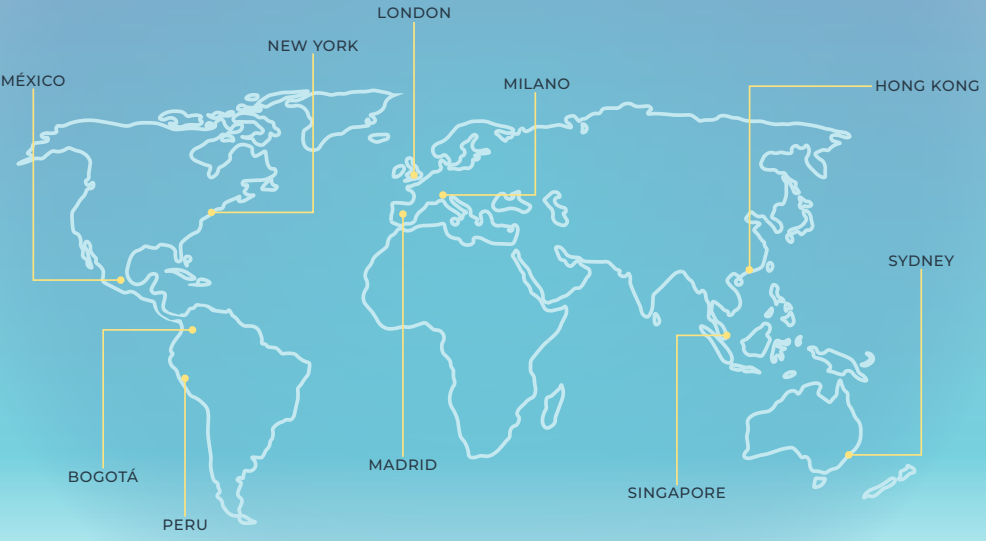 LONDON
NEW YORK
MÉXICO
MILANO
HONG KONG
SYDNEY
MADRID
BOGOTÁ
SINGAPORE
PERU